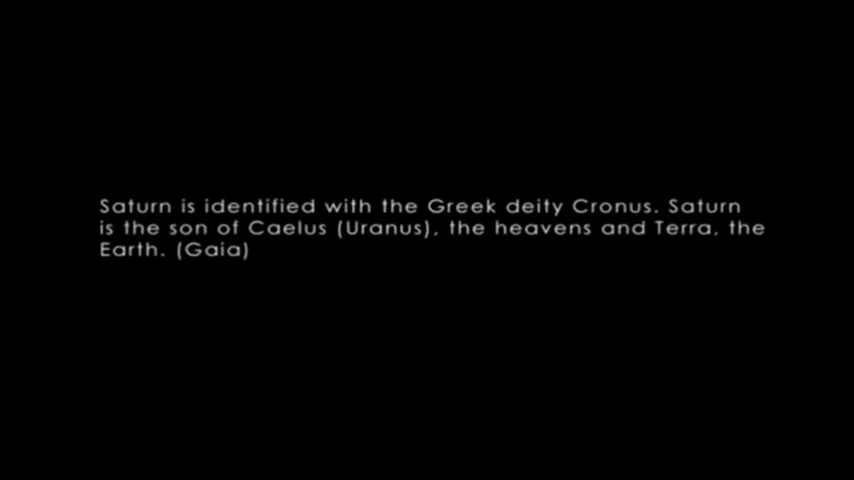 Saturn is identified with the Greek deity Cronus. Saturn
is the son of Caelus (Uranus), the heavens and Terra, the
Earth. (Gaia)